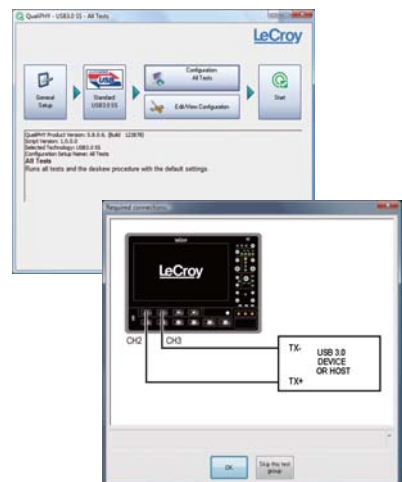 QualiPHY - USB3.0 SS - All Tests
LeCroy
General
Setup
Standard
USB3.0 SS
Configuration
All Tests
Edit/View Configuration
Start
QualiPHY Product Version: 5.8.0.6. (Build 122878)
Script Version: 1.0.0.0
Selected Technology: USB3.0 SS
Configuration Setup Name: All Tests
All Tests
Runs all tests and the deskew procedure with the default settings.
Required connections
LeCroy
CH2
CH3
TX-
TX+
USB 3.0
DEVICE
OR HOST
OK
Skip this test
group